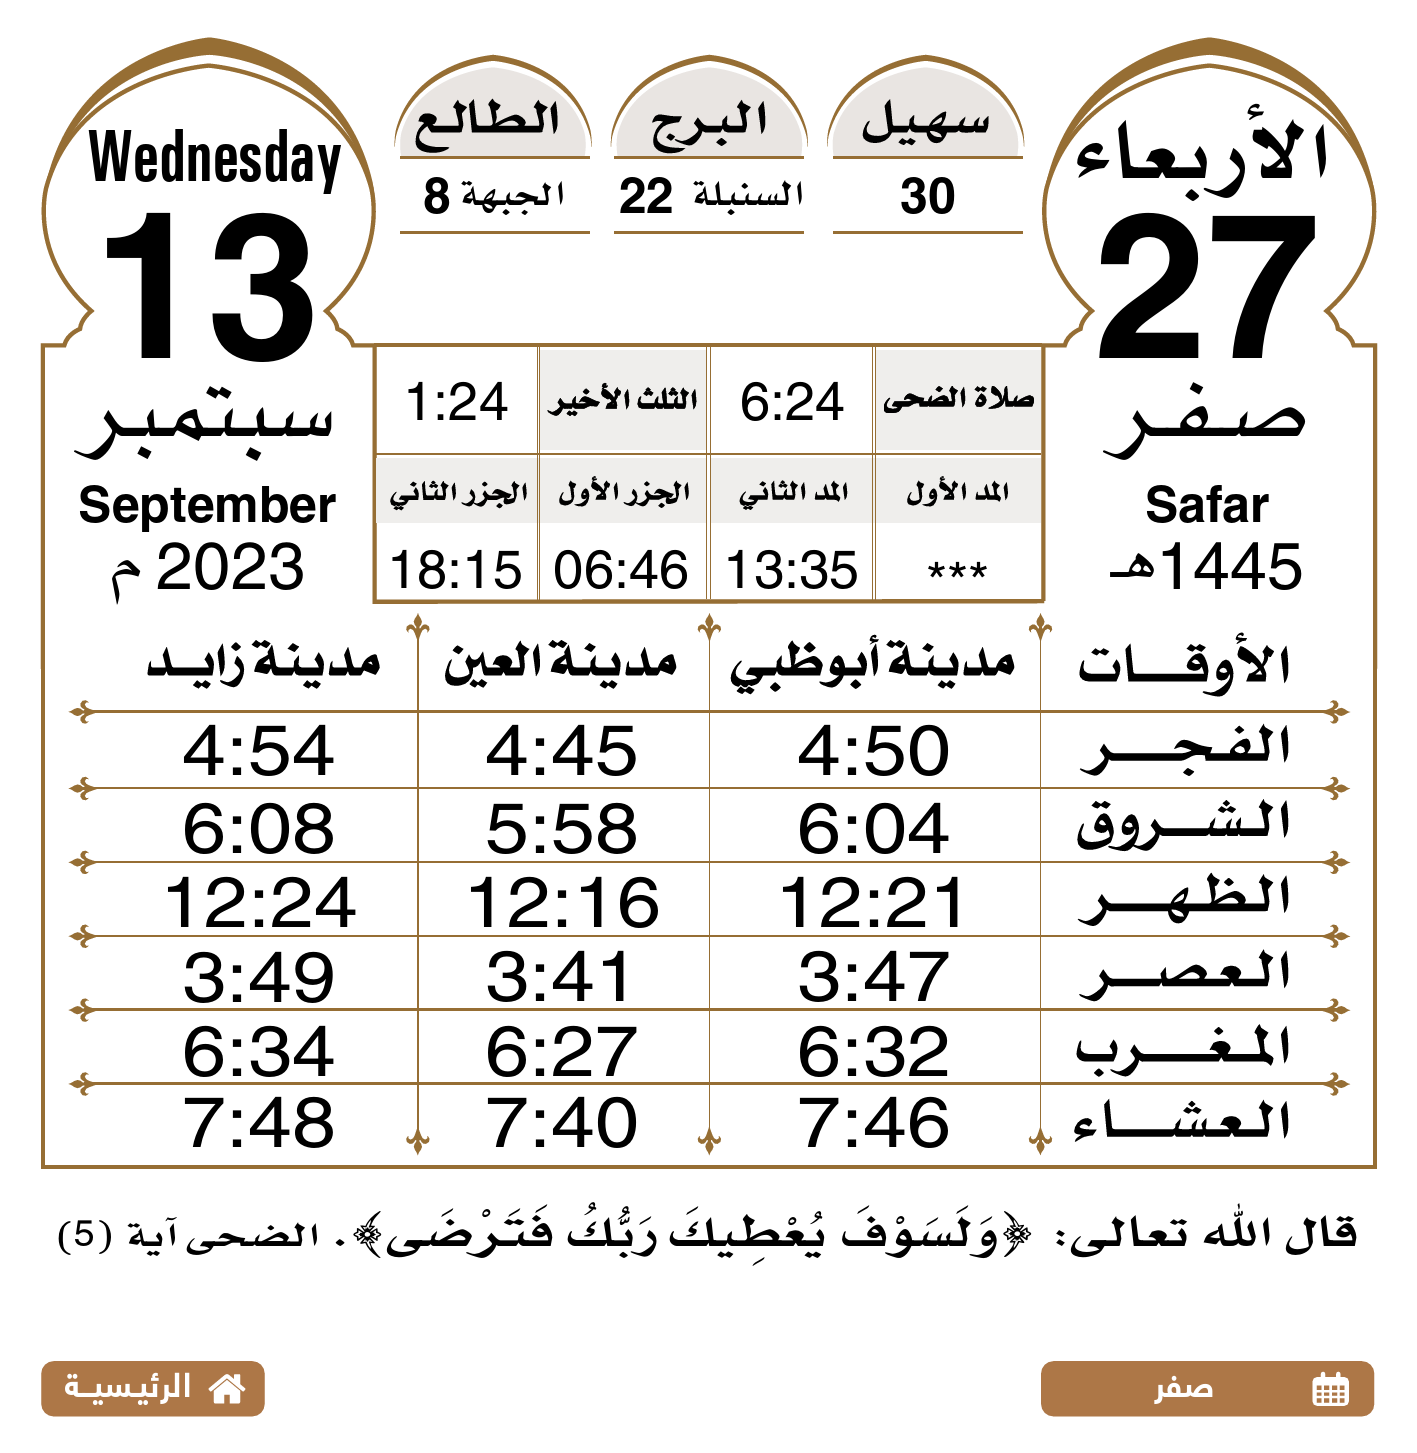 الأربعاء
27
صفر
Safar
1445هـ
سهيل
30
البرج
السنبلة 22
الطالع
الجبهة 8
Wednesday
13
سبتمبر
September
2023 م
صلاة الضحى 6:24 الثلث الأخير 1:24
المد الأول المد الثاني الجزر الأول الجزر الثاني
*** 13:35 06:46 18:15
الأوقات مدينة أبوظبي مدينة العين مدينة زايد
الفجر 4:50 4:45 4:54
الشروق 6:04 5:58 6:08
الظهر 12:21 12:16 12:24
العصر 3:47 3:41 3:49
المغرب 6:32 6:27 6:34
العشاء 7:46 7:40 7:48
قال الله تعالى: ﴿وَلَسَوْفَ يُعْطِيكَ رَبُّكُ فَتَرْضَى﴾. الضحى آية (5)
صفر
الرئيسية